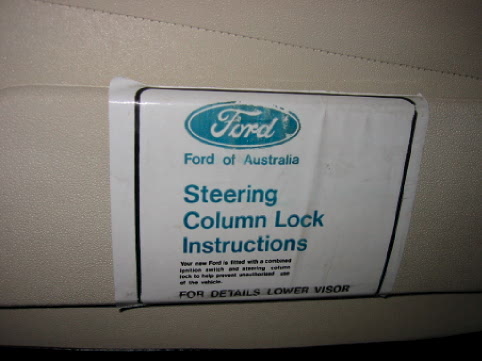 Ford
Ford of Australia
Steering
Column Lock
Instructions
Your new Ford is fitted with a combined
ignition switch and steering column
lock to help prevent unauthorised use
of the vehicle.
FOR DETAILS LOWER VISOR